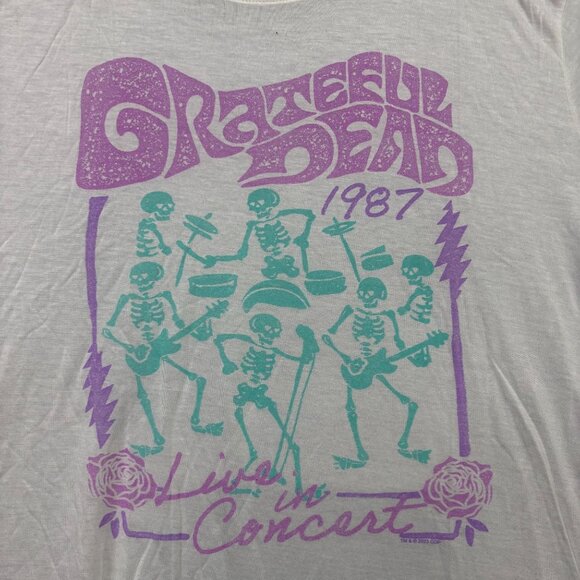 GRATEFUL
DEAD
1987
Live
in
Concert